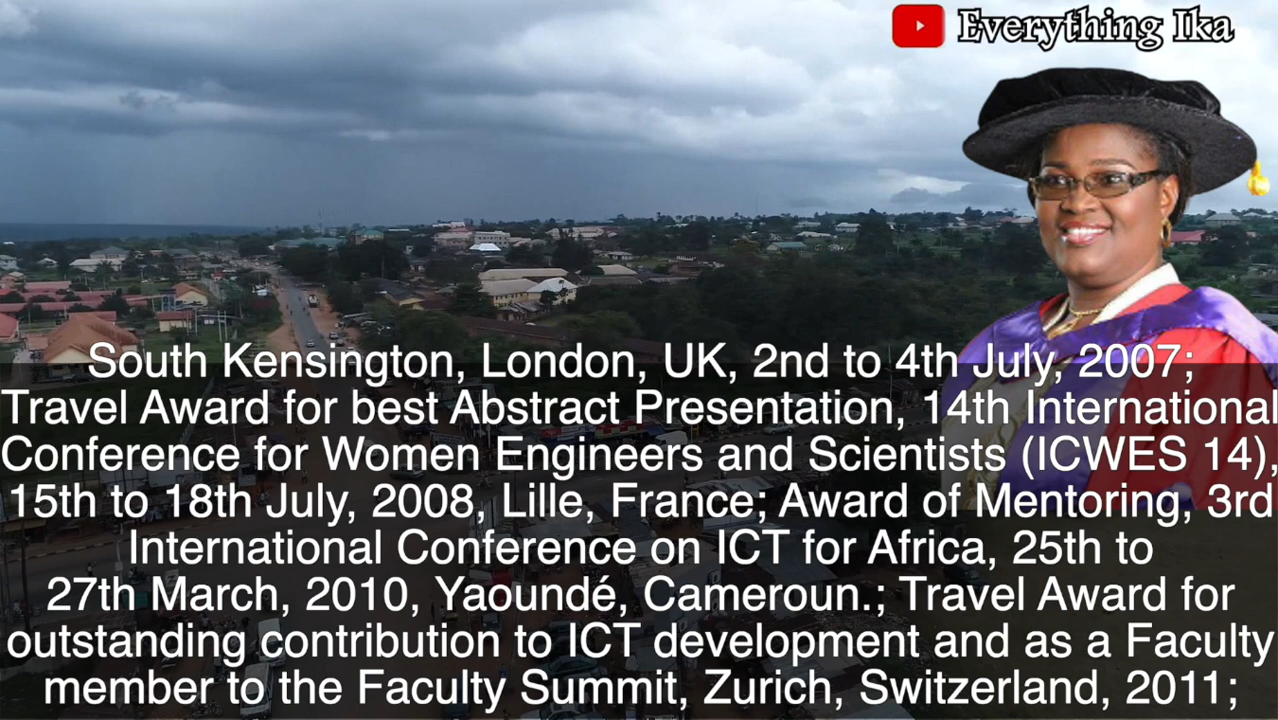 Everything Ika
South Kensington, London, UK, 2nd to 4th July, 2007;
Travel Award for best Abstract Presentation, 14th International
Conference for Women Engineers and Scientists (ICWES 14),
15th to 18th July, 2008, Lille, France; Award of Mentoring, 3rd
International Conference on ICT for Africa, 25th to
27th March, 2010, Yaoundé, Cameroun.; Travel Award for
outstanding contribution to ICT development and as a Faculty
member to the Faculty Summit, Zurich, Switzerland, 2011;